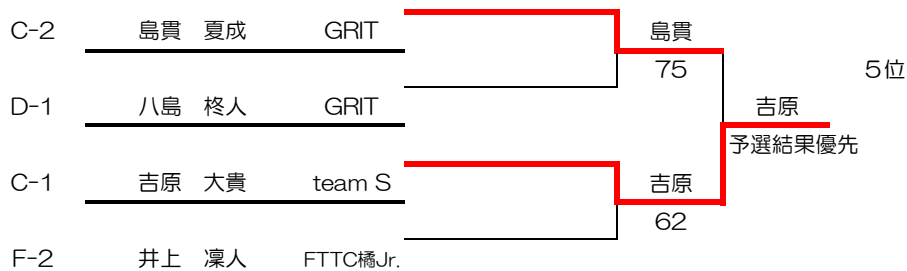 C-2 島貫 夏成 GRIT 島貫
75 5位
D-1 八島 柊人 GRIT 吉原
予選結果優先
C-1 吉原 大貴 team S 吉原
62
F-2 井上 凜人 FTTC橘Jr.